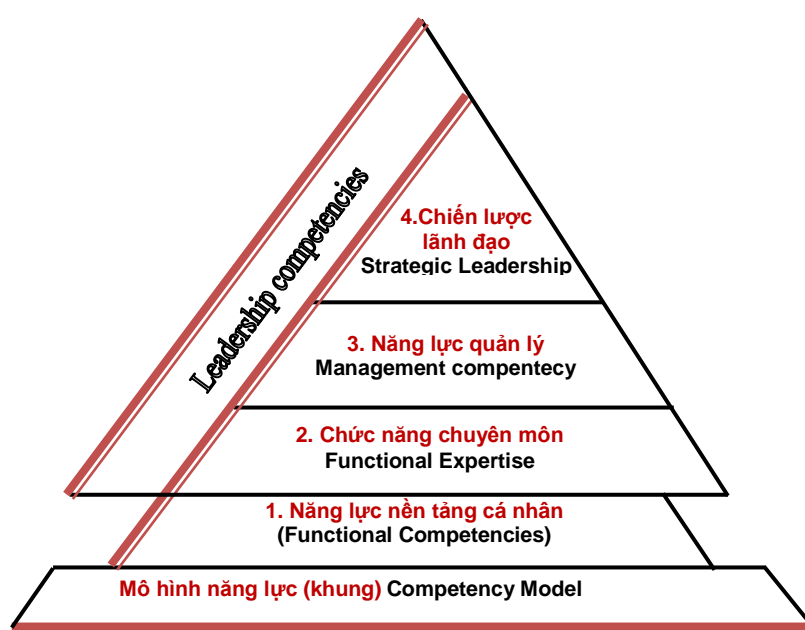 Leadership competencies
4.Chiến lược
lãnh đạo
Strategic Leadership
3. Năng lực quản lý
Management compentecy
2. Chức năng chuyên môn
Functional Expertise
1. Năng lực nền tảng cá nhân
(Functional Competencies)
Mô hình năng lực (khung) Competency Model